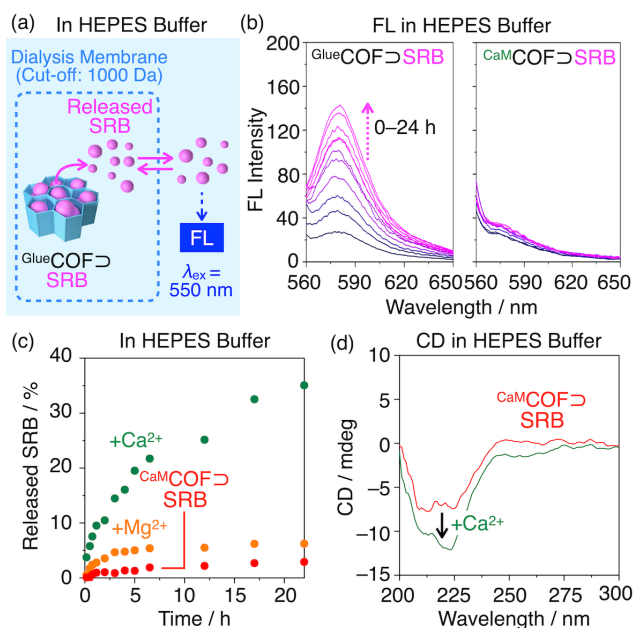 (a) In HEPES Buffer
Dialysis Membrane
(Cut-off: 1000 Da)
Released
SRB
GlueCOF⊃
SRB
FL
λex =
550 nm
(b) FL in HEPES Buffer
FL Intensity
200
160
120
80
40
0
GlueCOF⊃SRB
0–24 h
CaMCOF⊃SRB
560 590 620 650
560 590 620 650
Wavelength / nm
(c) In HEPES Buffer
Released SRB / %
40
35
30
25
20
15
10
5
0
+Ca2+
CaMCOF⊃
SRB
+Mg2+
0 5 10 15 20
Time / h
(d) CD in HEPES Buffer
CD / mdeg
10
5
0
−5
−10
−15
CaMCOF⊃
SRB
+Ca2+
200 225 250 275 300
Wavelength / nm